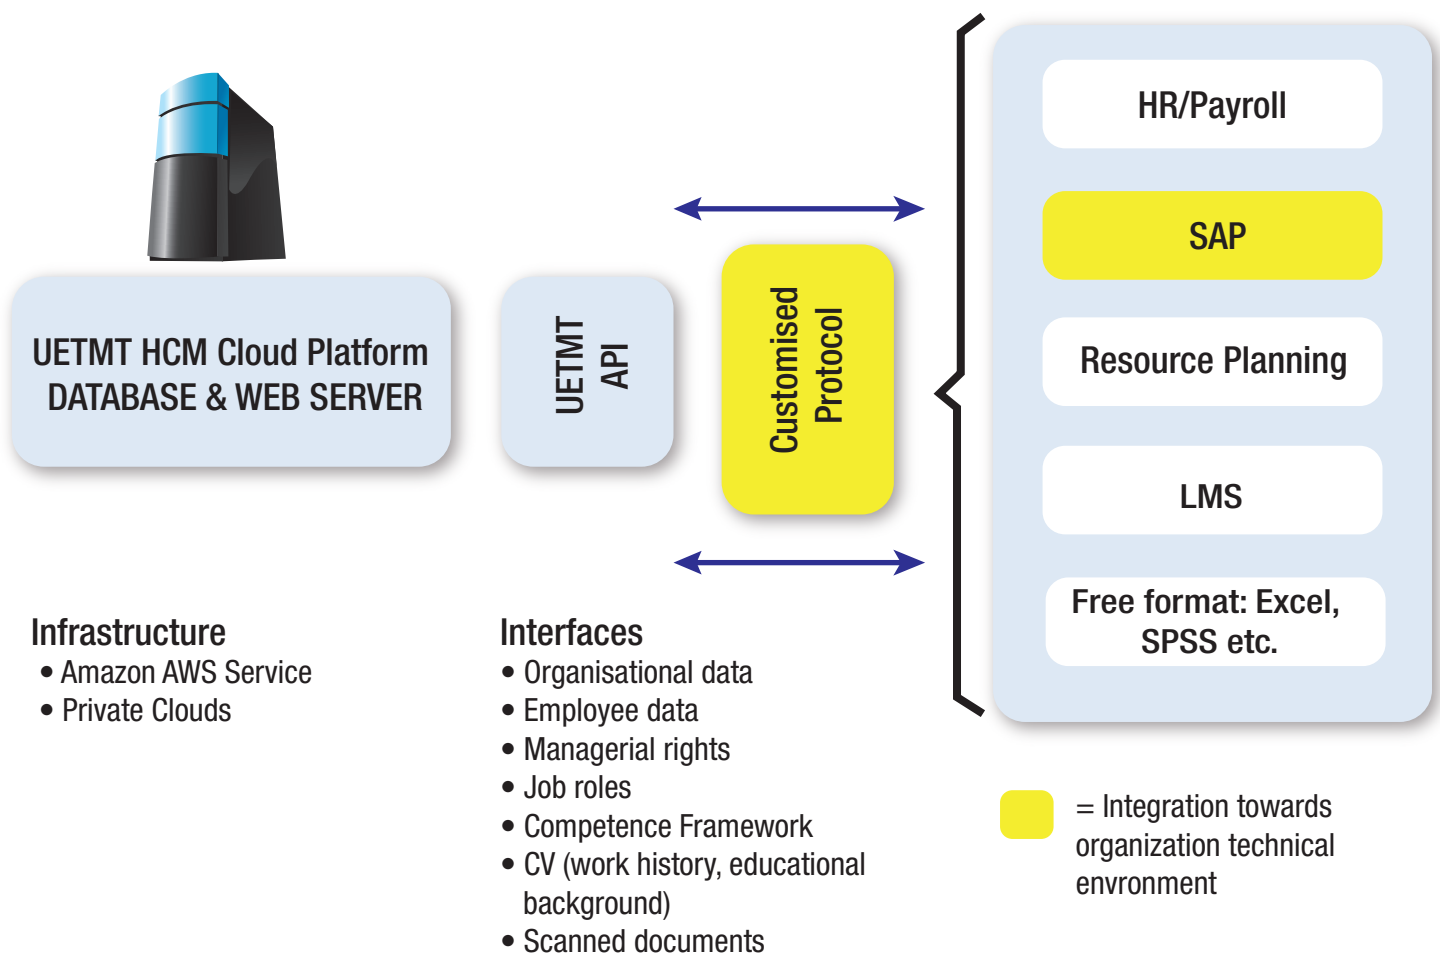 UETMT HCM Cloud Platform
DATABASE & WEB SERVER
UETMT
API
Customised
Protocol
HR/Payroll
SAP
Resource Planning
LMS
Free format: Excel,
SPSS etc.
Infrastructure
• Amazon AWS Service
• Private Clouds
Interfaces
• Organisational data
• Employee data
• Managerial rights
• Job roles
• Competence Framework
• CV (work history, educational
background)
• Scanned documents
= Integration towards
organization technical
envronment